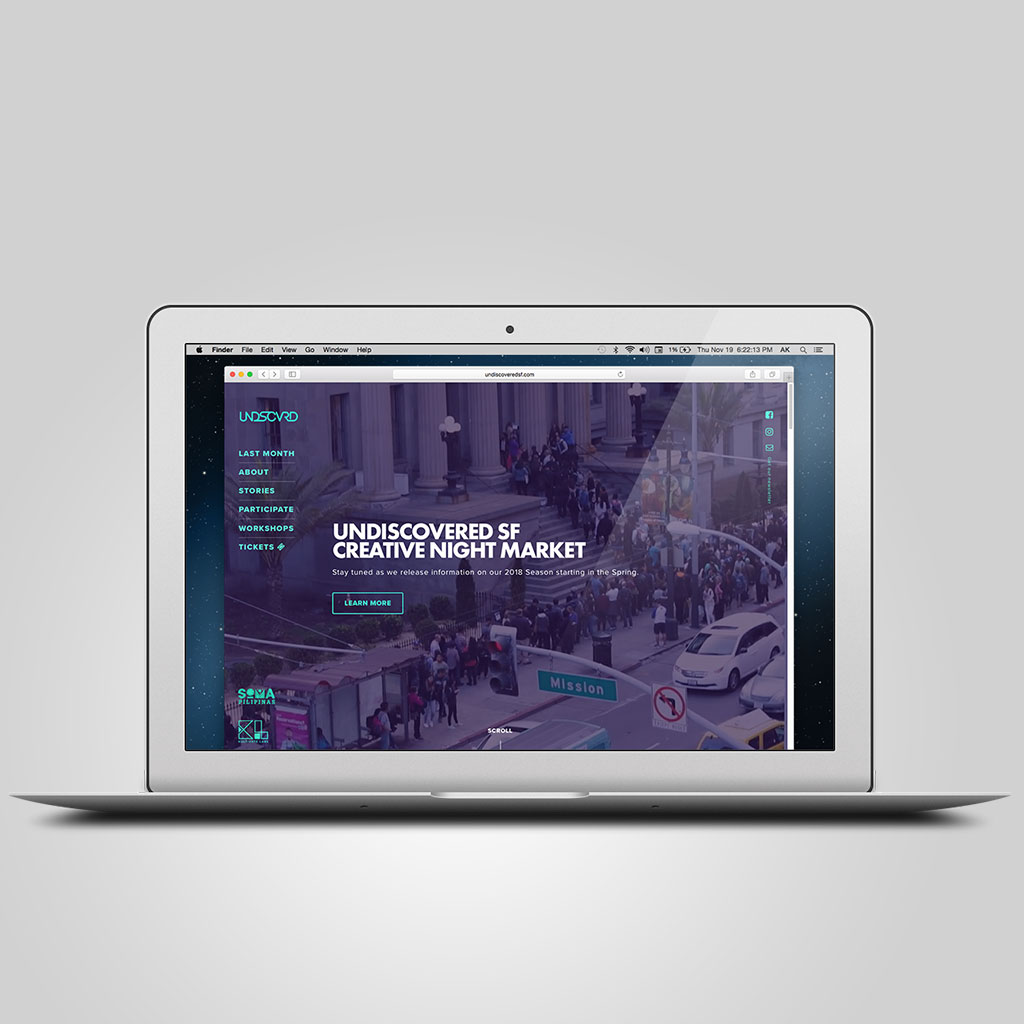 Finder File Edit View Go Window Help
1% Thu Nov 19 6:22:13 PM AK
undiscoveredsf.com
UNDSCVRD
LAST MONTH
ABOUT
STORIES
PARTICIPATE
WORKSHOPS
TICKETS
UNDISCOVERED SF
CREATIVE NIGHT MARKET
Stay tuned as we release information on our 2018 Season starting in the Spring.
LEARN MORE
Mission
SOMA
PILIPINAS
KL
SCROLL